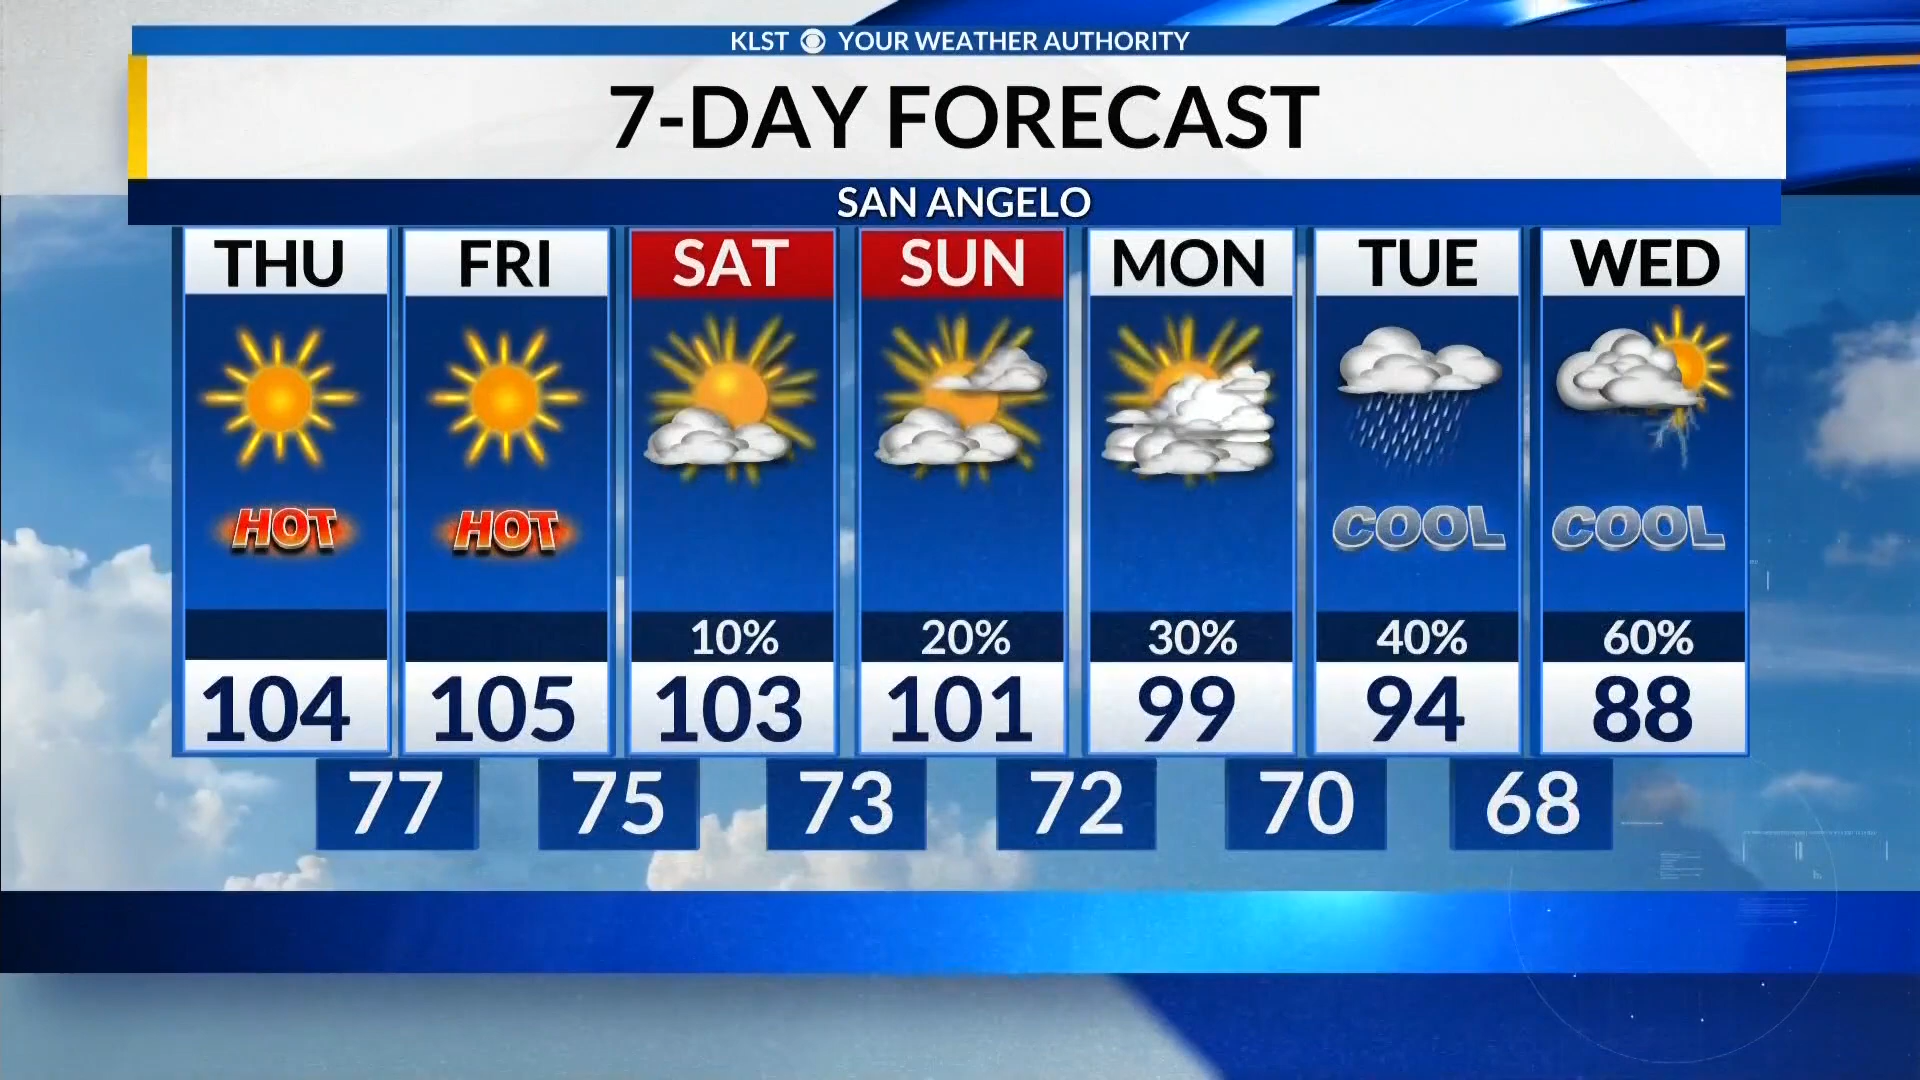 KLST YOUR WEATHER AUTHORITY
7-DAY FORECAST
SAN ANGELO
THU FRI SAT SUN MON TUE WED
HOT HOT COOL COOL
10% 20% 30% 40% 60%
104 105 103 101 99 94 88
77 75 73 72 70 68